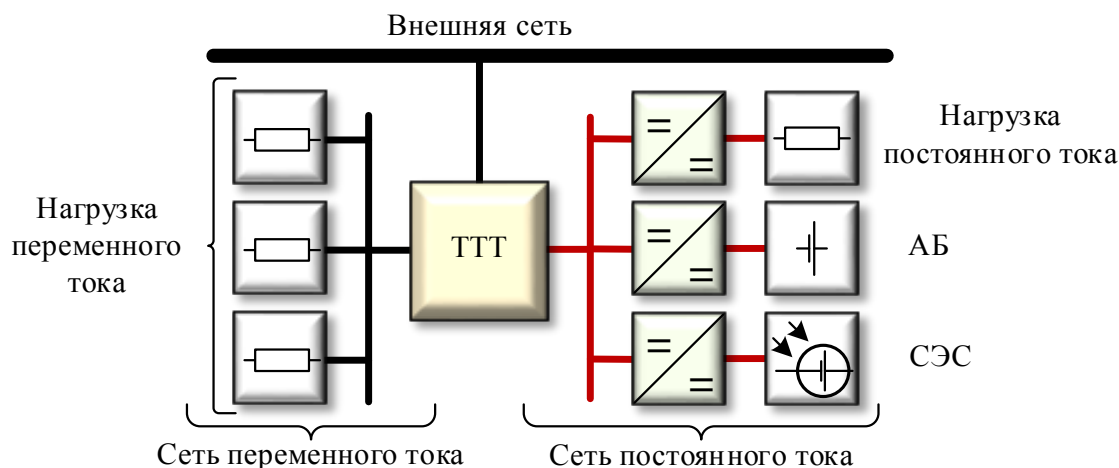 Внешняя сеть
Нагрузка
переменного
тока
ТТТ
Нагрузка
постоянного тока
АБ
СЭС
Сеть переменного тока
Сеть постоянного тока